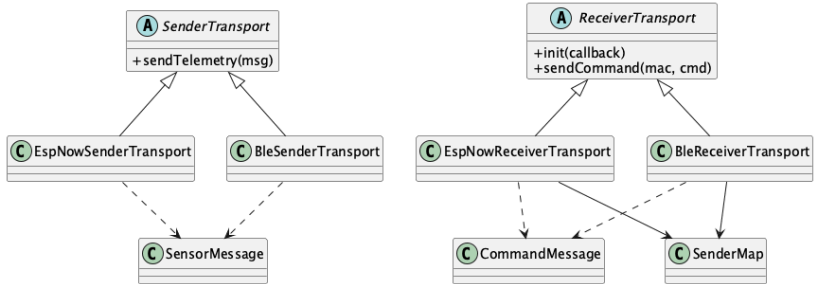 A SenderTransport
+sendTelemetry(msg)
A ReceiverTransport
+init(callback)
+sendCommand(mac, cmd)
C EspNowSenderTransport
C BleSenderTransport
C EspNowReceiverTransport
C BleReceiverTransport
C SensorMessage
C CommandMessage
C SenderMap